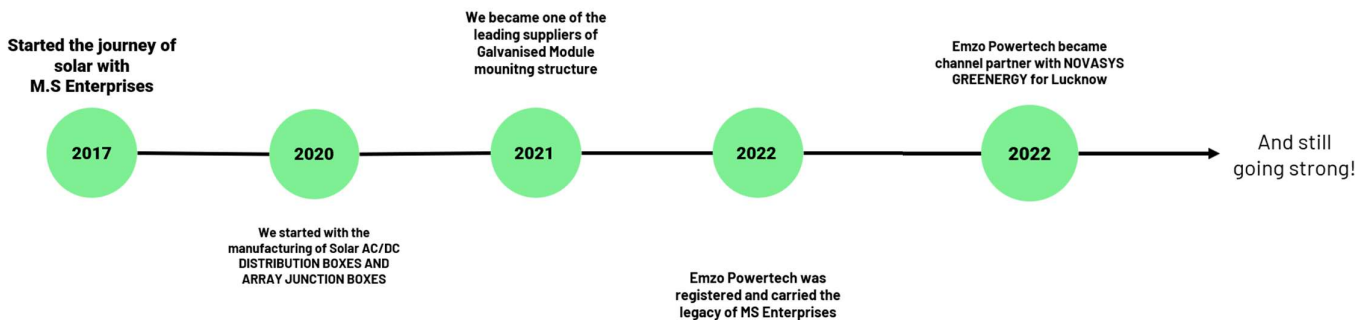 Started the journey of
solar with
M.S Enterprises
2017
2020
We started with the
manufacturing of Solar AC/DC
DISTRIBUTION BOXES AND
ARRAY JUNCTION BOXES
We became one of the
leading suppliers of
Galvanised Module
mounitng structure
2021
2022
Emzo Powertech was
registered and carried the
legacy of MS Enterprises
Emzo Powertech became
channel partner with NOVASYS
GREENERGY for Lucknow
2022
And still
going strong!